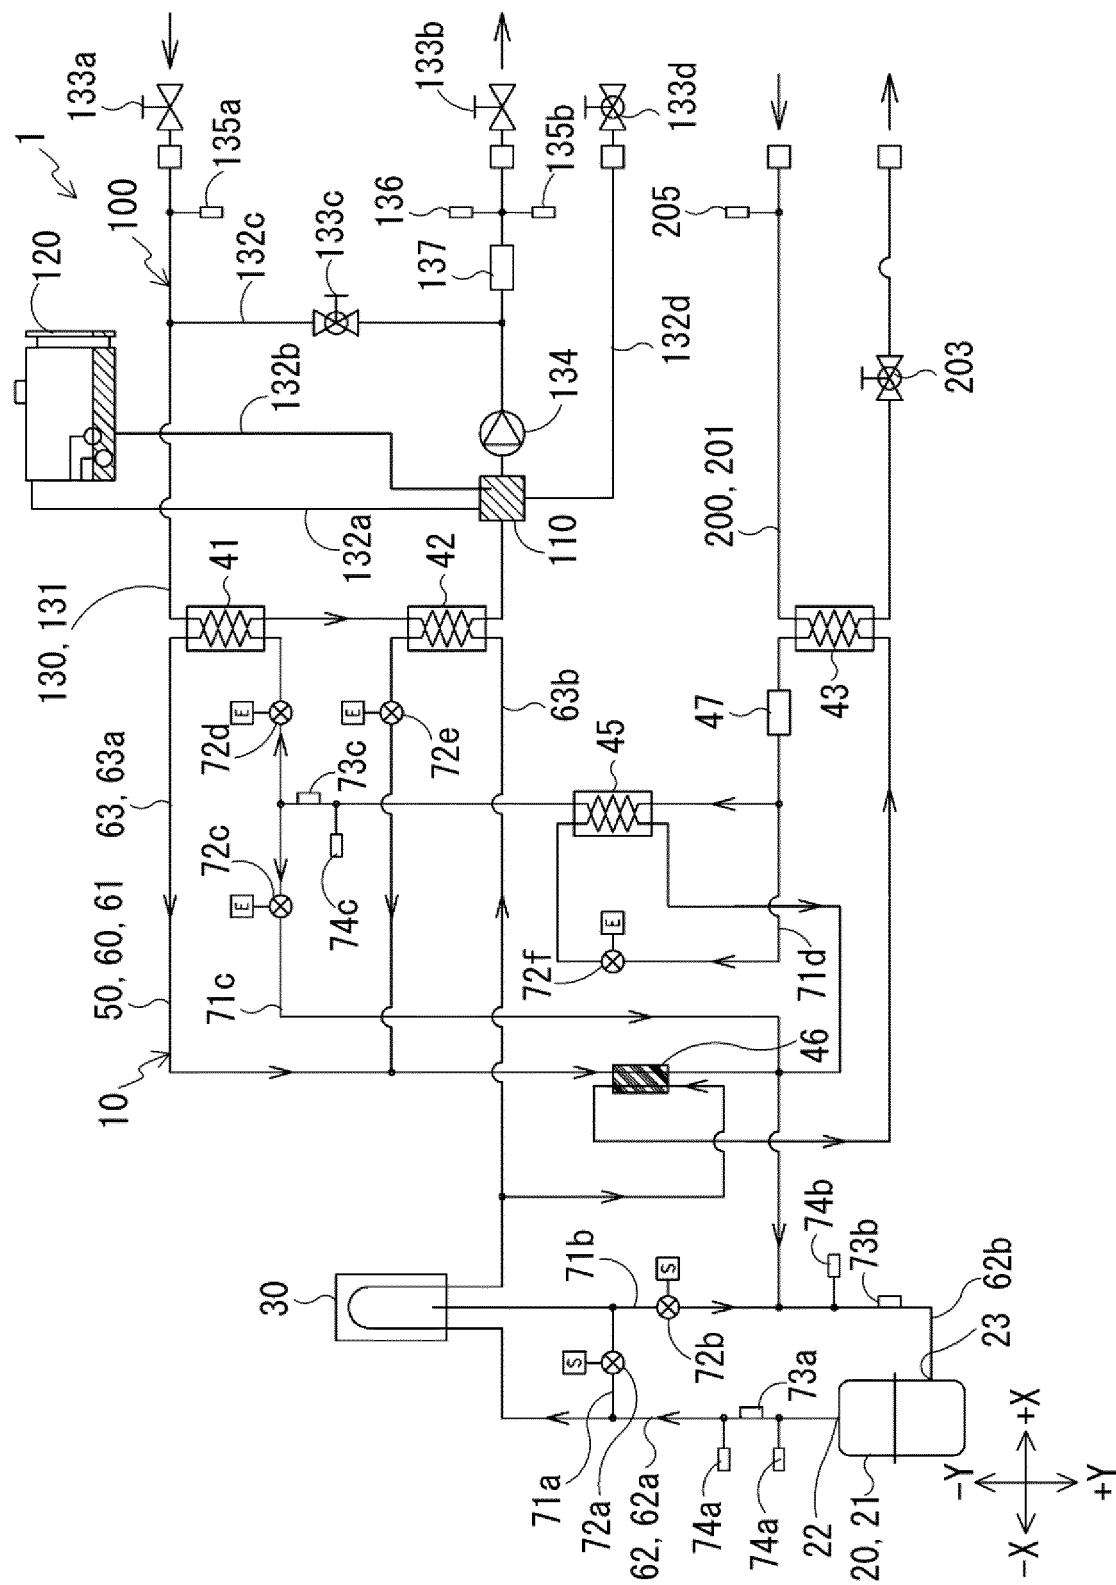 1
120
130, 131
133a
10
50, 60, 61
63, 63a
100
71c
72c
72d
41
135a
E
E
132c
30
132b
133c
74c
73c
E
132a
136
72e
42
137
133b
71a
72f
110
134
135b
63b
S
71b
72a
45
E
62, 62a
S
132d
133d
74a
72b
46
47
200, 201
205
74a
73a
22
74b
71d
43
20, 21
73b
203
23
62b
-Y
-X
+X
+Y